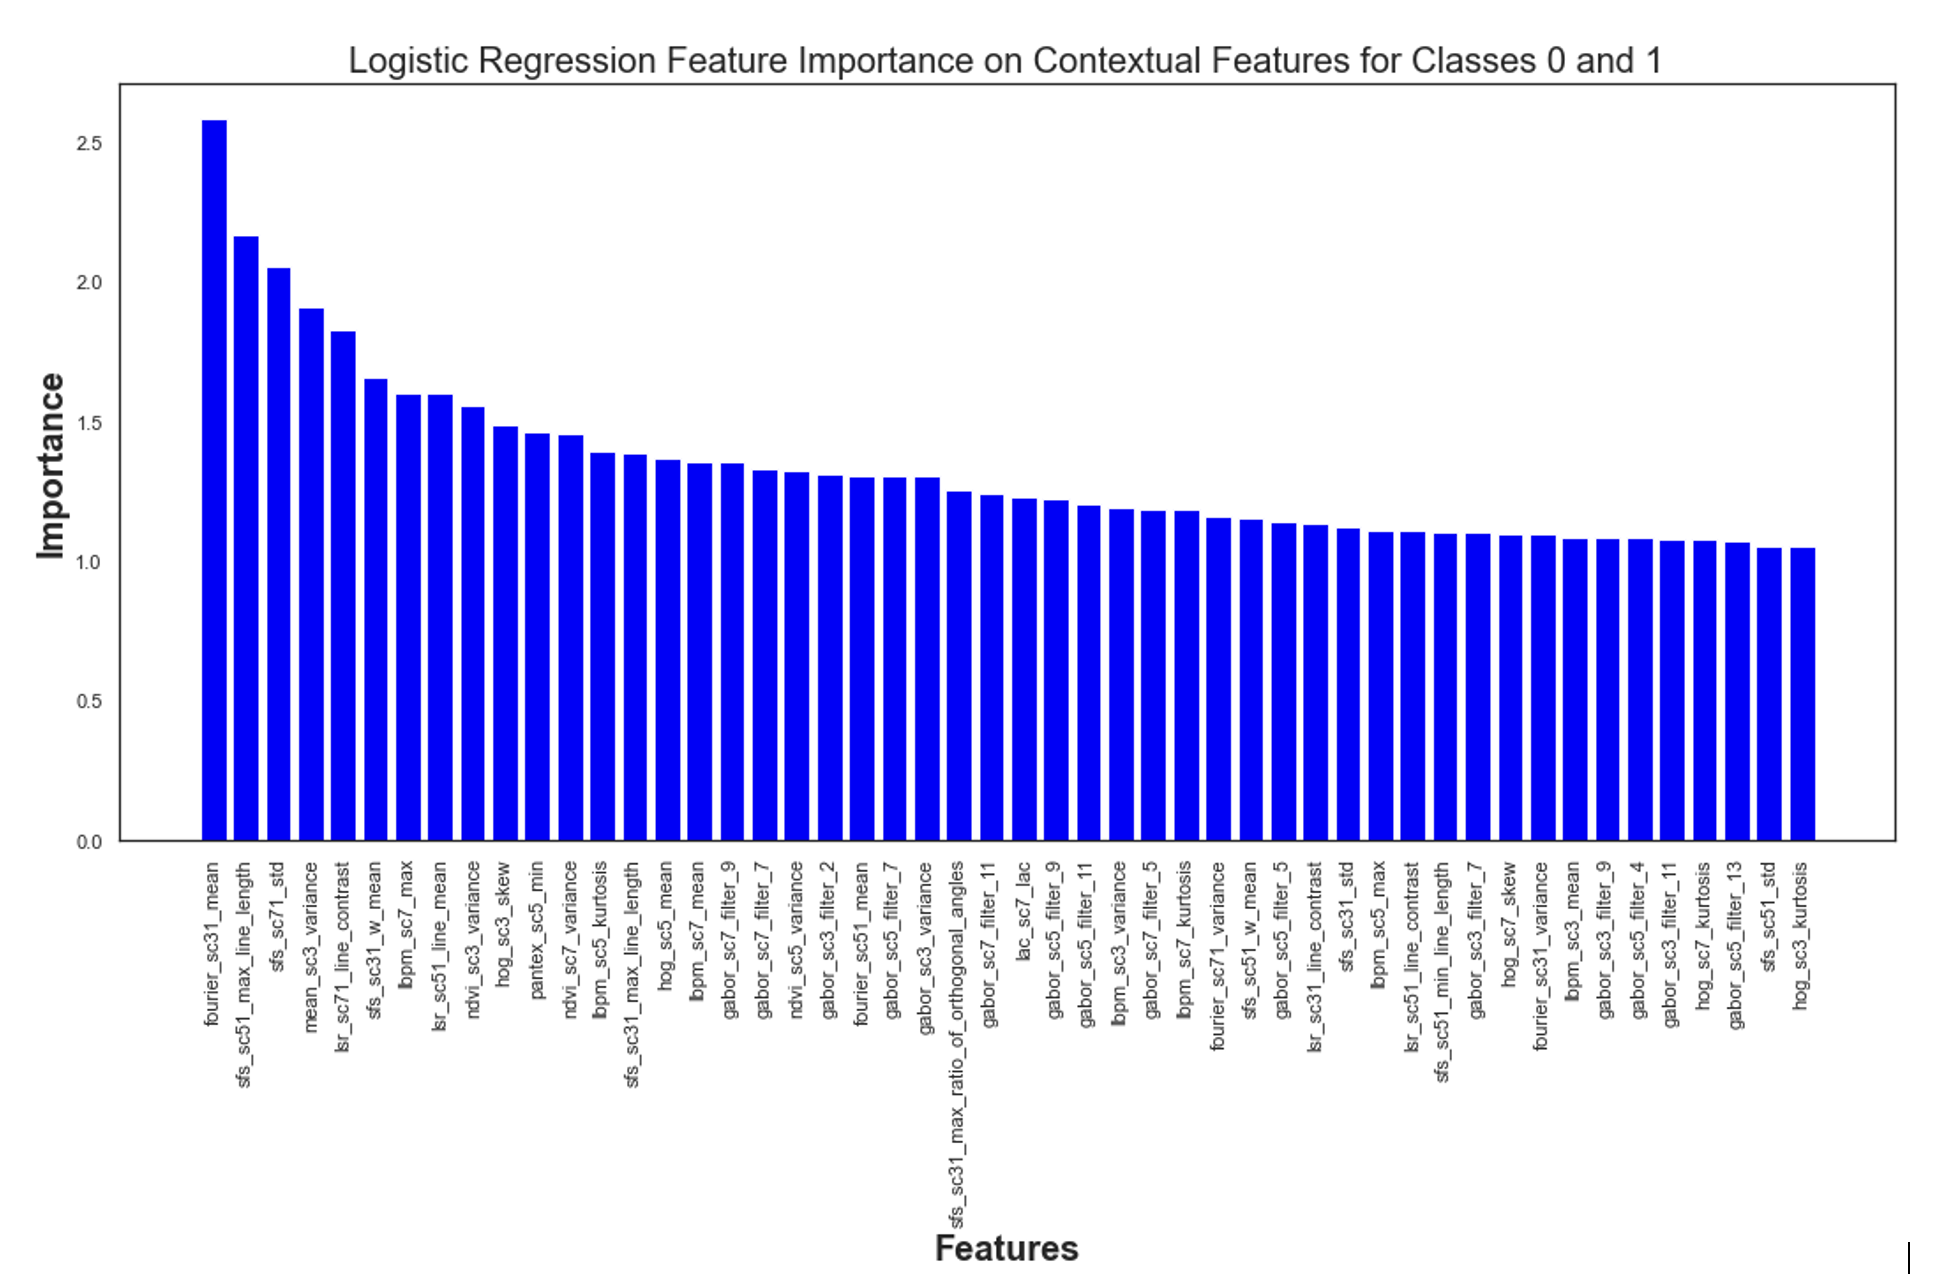 Logistic Regression Feature Importance on Contextual Features for Classes 0 and 1
Importance
2.5
2.0
1.5
1.0
0.5
0.0
fourier_sc31_mean
sfs_sc51_max_line_length
sfs_sc71_std
mean_sc3_variance
lsr_sc71_line_contrast
sfs_sc31_w_mean
lbpm_sc7_max
lsr_sc51_line_mean
ndvi_sc3_variance
hog_sc3_skew
pantex_sc5_min
ndvi_sc7_variance
lbpm_sc5_kurtosis
sfs_sc31_max_line_length
hog_sc5_mean
lbpm_sc7_mean
gabor_sc7_filter_9
gabor_sc7_filter_7
ndvi_sc5_variance
gabor_sc3_filter_2
fourier_sc51_mean
gabor_sc5_filter_7
gabor_sc3_variance
sfs_sc31_max_ratio_of_orthogonal_angles
gabor_sc7_filter_11
lac_sc7_lac
gabor_sc5_filter_9
gabor_sc5_filter_11
lbpm_sc3_variance
gabor_sc7_filter_5
lbpm_sc7_kurtosis
fourier_sc71_variance
sfs_sc51_w_mean
gabor_sc5_filter_5
lsr_sc31_line_contrast
sfs_sc31_std
lbpm_sc5_max
lsr_sc51_line_contrast
sfs_sc51_min_line_length
gabor_sc3_filter_7
hog_sc7_skew
fourier_sc31_variance
lbpm_sc3_mean
gabor_sc3_filter_9
gabor_sc5_filter_4
gabor_sc3_filter_11
hog_sc7_kurtosis
gabor_sc5_filter_13
sfs_sc51_std
hog_sc3_kurtosis
Features